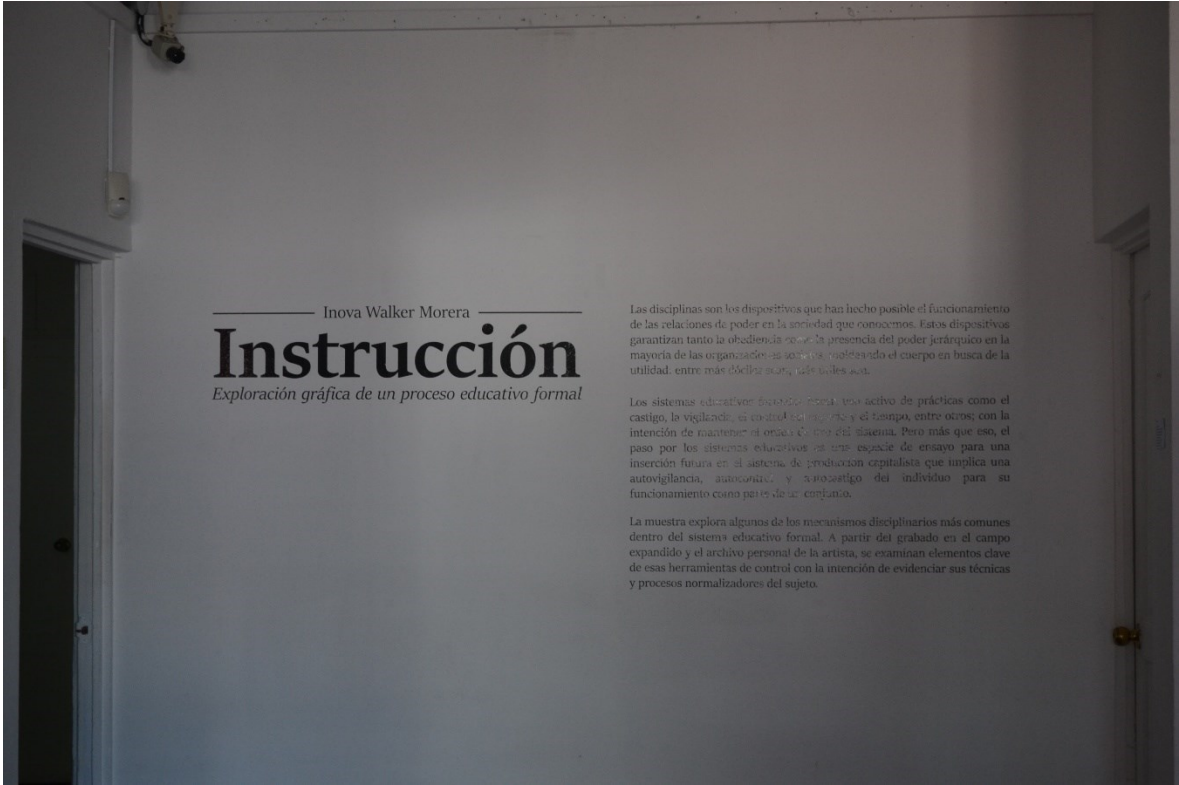 Inova Walker Morera
Instrucción
Exploración gráfica de un proceso educativo formal
Las disciplinas son los dispositivos que han hecho posible el funcionamiento
de las relaciones de poder en la sociedad que conocemos. Estos dispositivos
garantizan tanto la obediencia como la presencia del poder jerárquico en la
mayoría de las organizaciones sociales, moldeando el cuerpo en busca de la
utilidad: entre más dóciles sean, más útiles son.
Los sistemas educativos formales uso activo de prácticas como el
castigo, la vigilancia, el control del espacio y el tiempo, entre otros; con la
intención de mantener el orden dentro del sistema. Pero más que eso, el
paso por los sistemas educativos es una especie de ensayo para una
inserción futura en el sistema de producción capitalista que implica una
autovigilancia, autocontrol y autocastigo del individuo para su
funcionamiento como parte de un conjunto.
La muestra explora algunos de los mecanismos disciplinarios más comunes
dentro del sistema educativo formal. A partir del grabado en el campo
expandido y el archivo personal de la artista, se examinan elementos clave
de esas herramientas de control con la intención de evidenciar sus técnicas
y procesos normalizadores del sujeto.